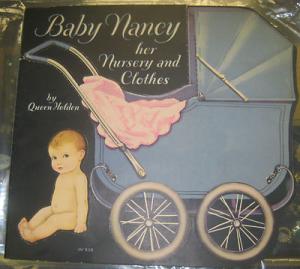 Baby Nancy
her
Nursery and
Clothes
by
Queen Holden